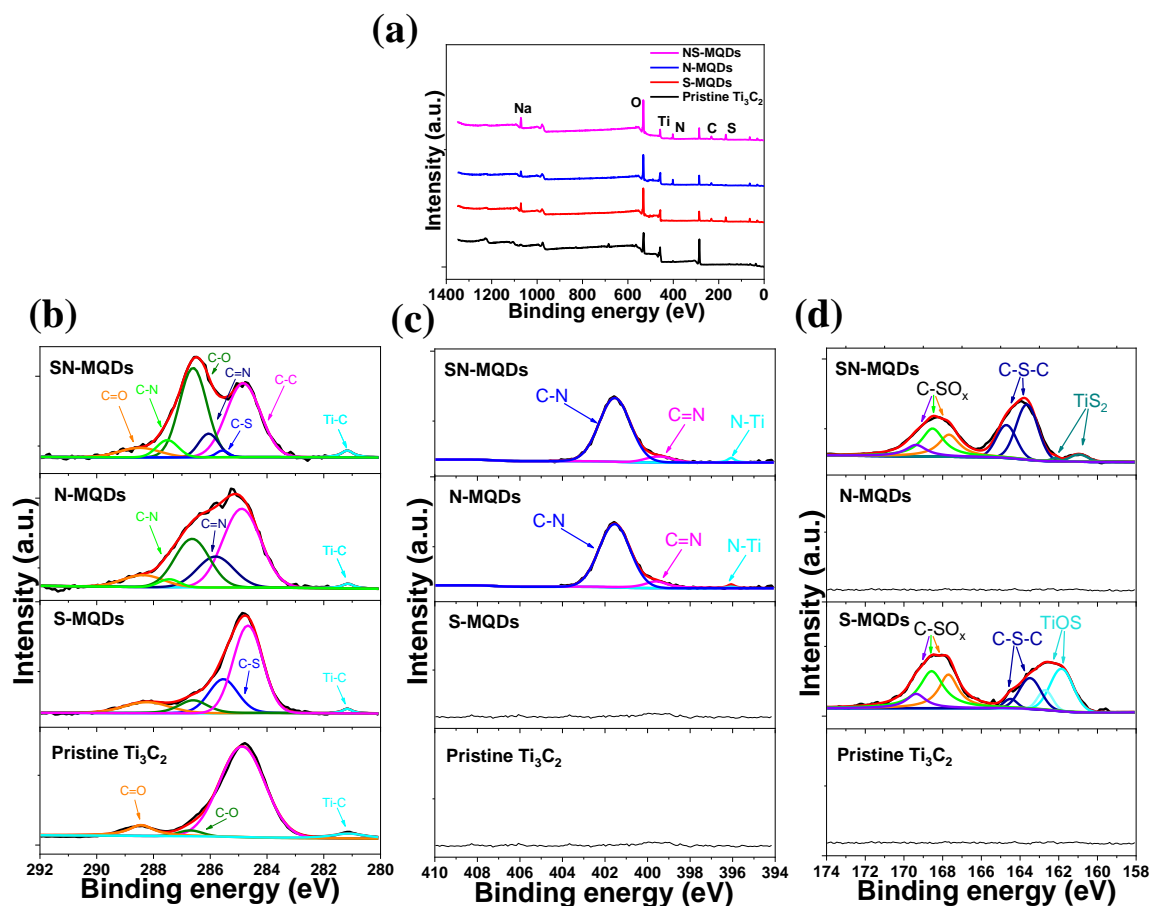 (a)
NS-MQDs
N-MQDs
S-MQDs
Pristine Ti₃C₂
Na
O
Ti
N
C
S
Intensity (a.u.)
1400 1200 1000 800 600 400 200 0
Binding energy (eV)
(b)
SN-MQDs
C=O
C-N
C-O
C=N
C-S
C-C
Ti-C
N-MQDs
C-N
C=N
Ti-C
S-MQDs
C-S
Ti-C
Pristine Ti₃C₂
C=O
C-O
Ti-C
Intensity (a.u.)
292 290 288 286 284 282 280
Binding energy (eV)
(c)
SN-MQDs
C-N
C=N
N-Ti
N-MQDs
C-N
C=N
N-Ti
S-MQDs
Pristine Ti₃C₂
Intensity (a.u.)
410 408 406 404 402 400 398 396 394
Binding energy (eV)
(d)
SN-MQDs
C-SOₓ
C-S-C
TiS₂
N-MQDs
S-MQDs
C-SOₓ
C-S-C
TiOS
Pristine Ti₃C₂
Intensity (a.u.)
174 172 170 168 166 164 162 160 158
Binding energy (eV)